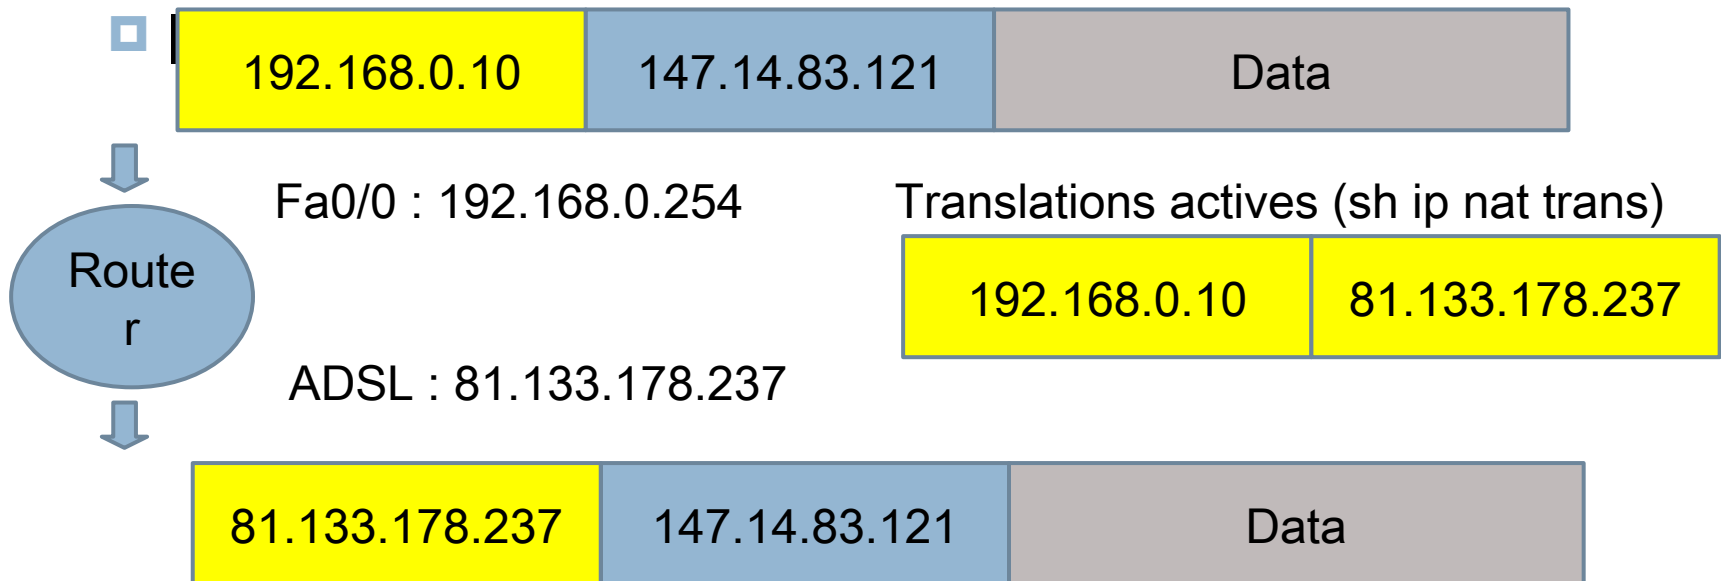 192.168.0.10 147.14.83.121 Data
Fa0/0 : 192.168.0.254
Translations actives (sh ip nat trans)
Route
r
192.168.0.10 81.133.178.237
ADSL : 81.133.178.237
81.133.178.237 147.14.83.121 Data